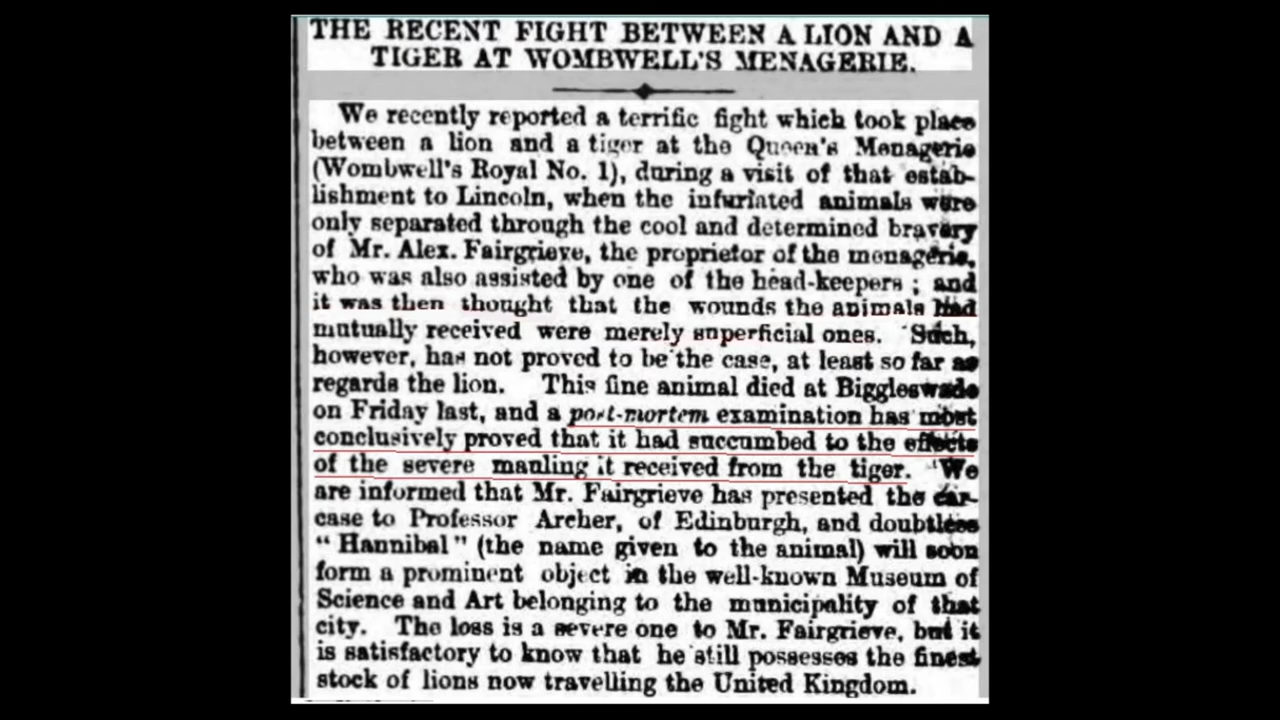 THE RECENT FIGHT BETWEEN A LION AND A
TIGER AT WOMBWELL'S MENAGERIE.
We recently reported a terrific fight which took place
between a lion and a tiger at the Queen's Menagerie
(Wombwell's Royal No. 1), during a visit of that estab-
lishment to Lincoln, when the infuriated animals were
only separated through the cool and determined bravery
of Mr. Alex. Fairgrieve, the proprietor of the menagerie,
who was also assisted by one of the head-keepers ; and
it was then thought that the wounds the animals had
mutually received were merely superficial ones. Such,
however, has not proved to be the case, at least so far as
regards the lion. This fine animal died at Biggleswade
on Friday last, and a post-mortem examination has most
conclusively proved that it had succumbed to the effects
of the severe mauling it received from the tiger. We
are informed that Mr. Fairgrieve has presented the car-
case to Professor Archer, of Edinburgh, and doubtless
" Hannibal " (the name given to the animal) will soon
form a prominent object in the well-known Museum of
Science and Art belonging to the municipality of that
city. The loss is a severe one to Mr. Fairgrieve, but it
is satisfactory to know that he still possesses the finest
stock of lions now travelling the United Kingdom.